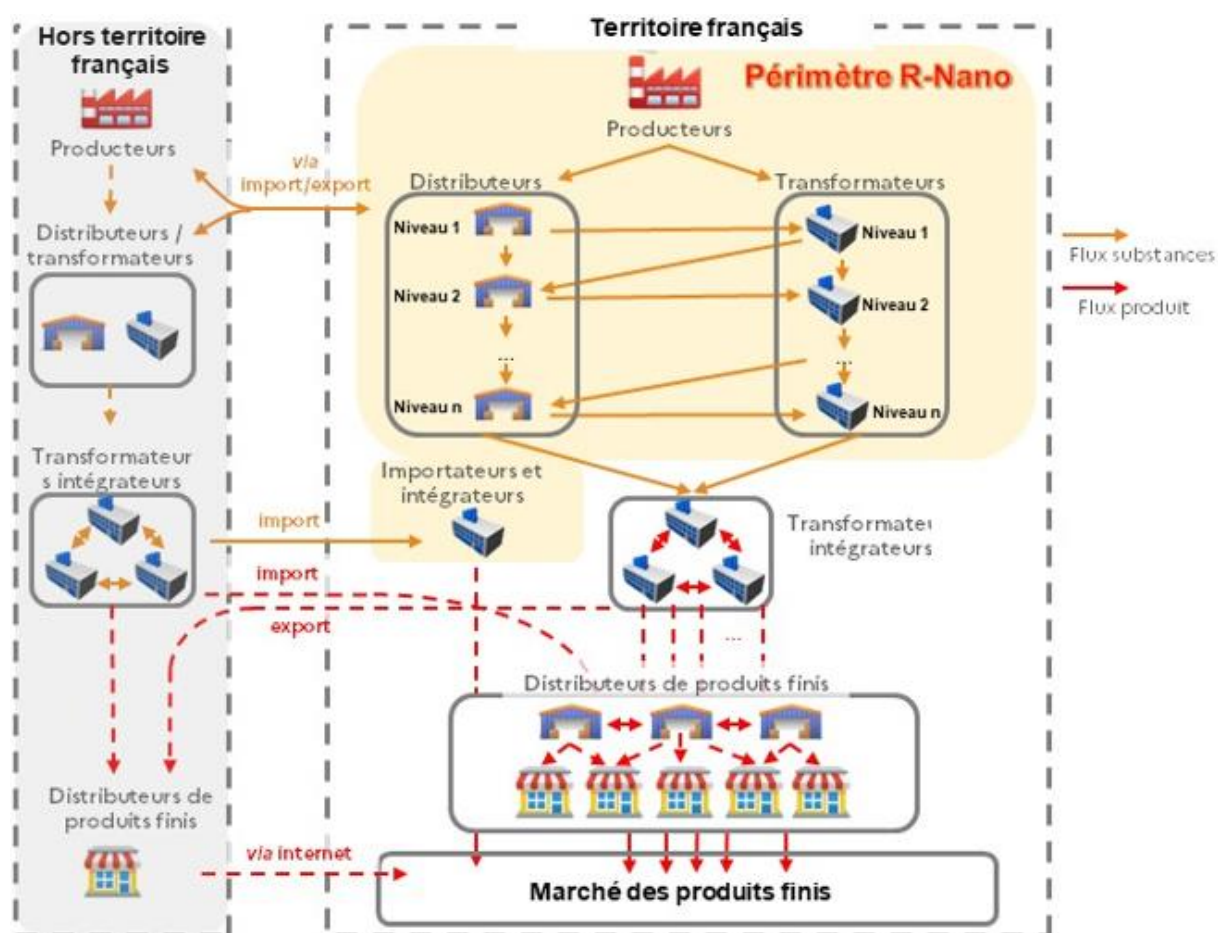 Hors territoire
français
Producteurs
Distributeurs /
transformateurs
Transformateur
s intégrateurs
Distributeurs de
produits finis
via
import/export
import
import
export
via internet
Territoire français
Périmètre R-Nano
Producteurs
Distributeurs
Transformateurs
Niveau 1
Niveau 1
Niveau 2
Niveau 2
...
...
Niveau n
Niveau n
Importateurs et
intégrateurs
Transformateu
intégrateurs
...
Distributeurs de produits finis
Marché des produits finis
Flux substances
Flux produit